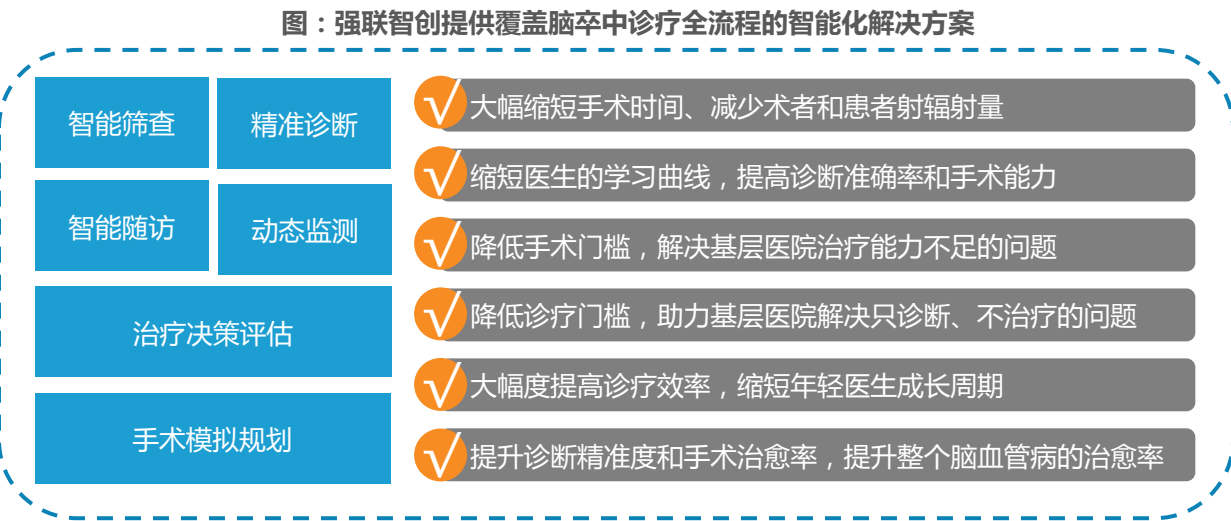 图：强联智创提供覆盖脑卒中诊疗全流程的智能化解决方案
智能筛查
精准诊断
智能随访
动态监测
治疗决策评估
手术模拟规划
√大幅缩短手术时间、减少术者和患者射辐射量
√缩短医生的学习曲线，提高诊断准确率和手术能力
√降低手术门槛，解决基层医院治疗能力不足的问题
√降低诊疗门槛，助力基层医院解决只诊断、不治疗的问题
√大幅度提高诊疗效率，缩短年轻医生成长周期
√提升诊断精准度和手术治愈率，提升整个脑血管病的治愈率